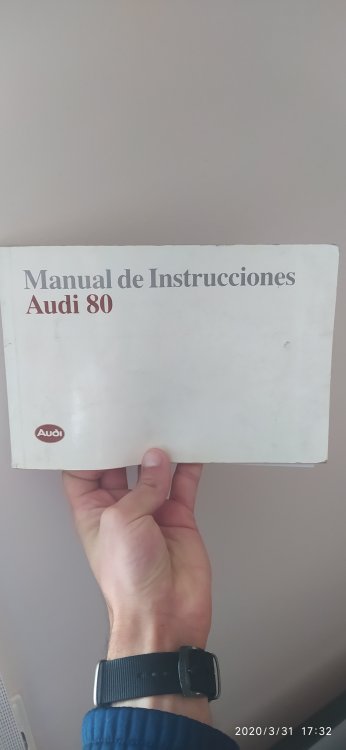 Manual de Instrucciones
Audi 80
Audi
2020/3/31 17:32